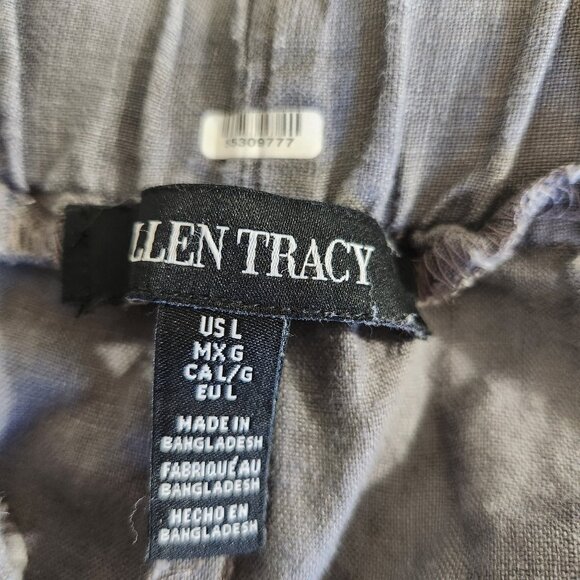 55309777
LLEN TRACY
US L
MX G
CA L/G
EU L
MADE IN
BANGLADESH
FABRIQUÉ AU
BANGLADESH
HECHO EN
BANGLADESH